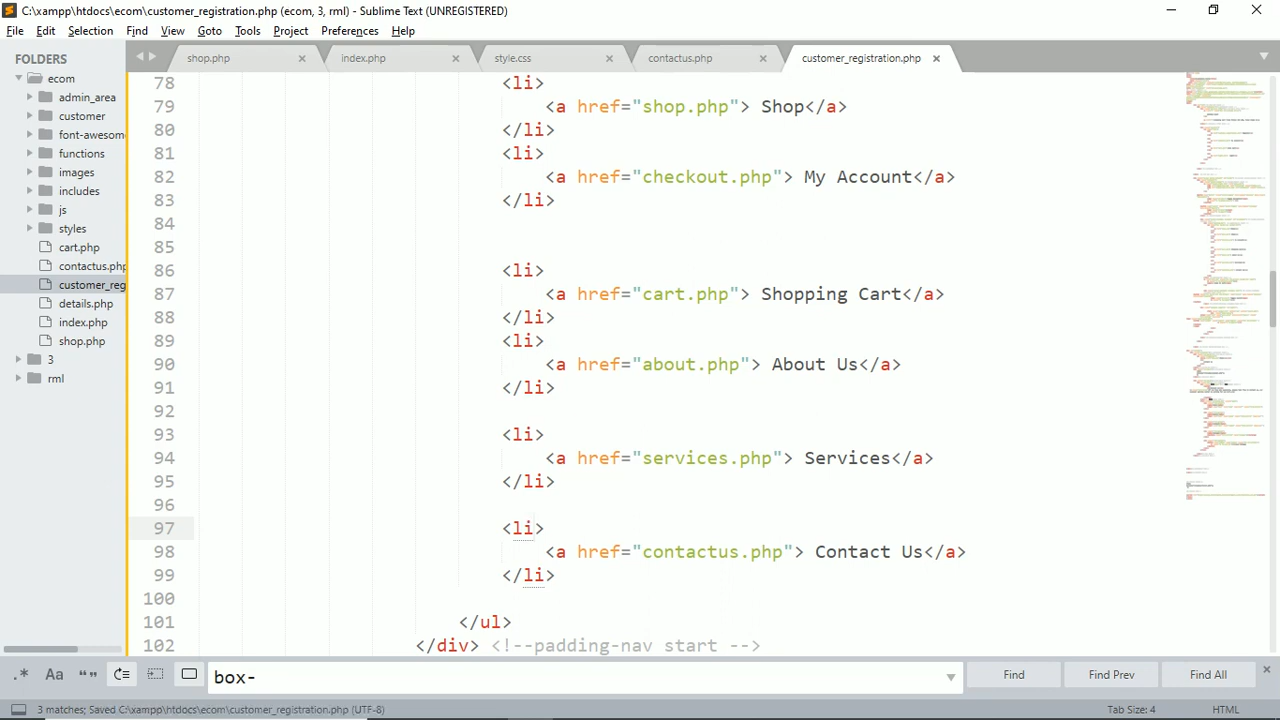 C:\xampp\htdocs\ecom\customer_registration.php (ecom, 3, rml) - Sublime Text (UNREGISTERED)
File Edit Selection Find View Goto Tools Project Preferences Help
FOLDERS
ecom
admin_area
customer
functions
images
includes
js
styles
cart.php
details.php
index.php
shop.php
3
rml
shop.php index.php style.css contactus.php customer_registration.php
78 <li>
79 <a href="shop.php"> Shop</a>
80 </li>
81 <li>
82 <a href="checkout.php"> My Account</a>
83 </li>
84
85
86 <li>
87 <a href="cart.php"> Shopping Cart</a>
88 </li>
89 <li>
90 <a href="about.php"> About Us</a>
91 </li>
92
93 <li>
94 <a href="services.php"> Services</a>
95 </li>
96
97 <li>
98 <a href="contactus.php"> Contact Us</a>
99 </li>
100
101 </ul>
102 </div> <!--padding-nav start -->
.* Aa “” box- Find Find Prev Find All
3 matches; Saved C:\xampp\htdocs\ecom\customer_registration.php (UTF-8) Tab Size: 4 HTML